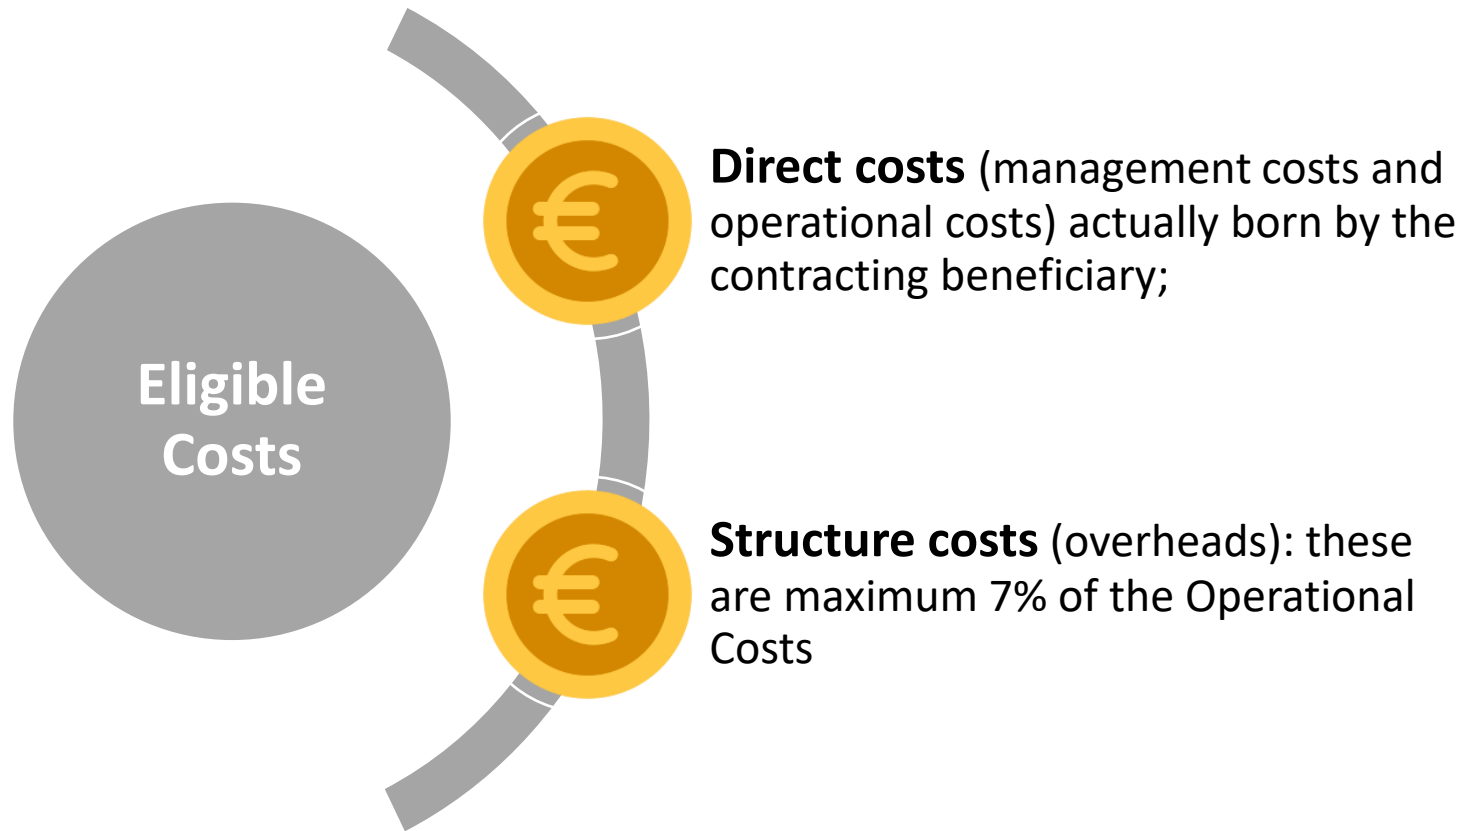 Eligible
Costs
Direct costs (management costs and
operational costs) actually born by the
contracting beneficiary;
Structure costs (overheads): these
are maximum 7% of the Operational
Costs